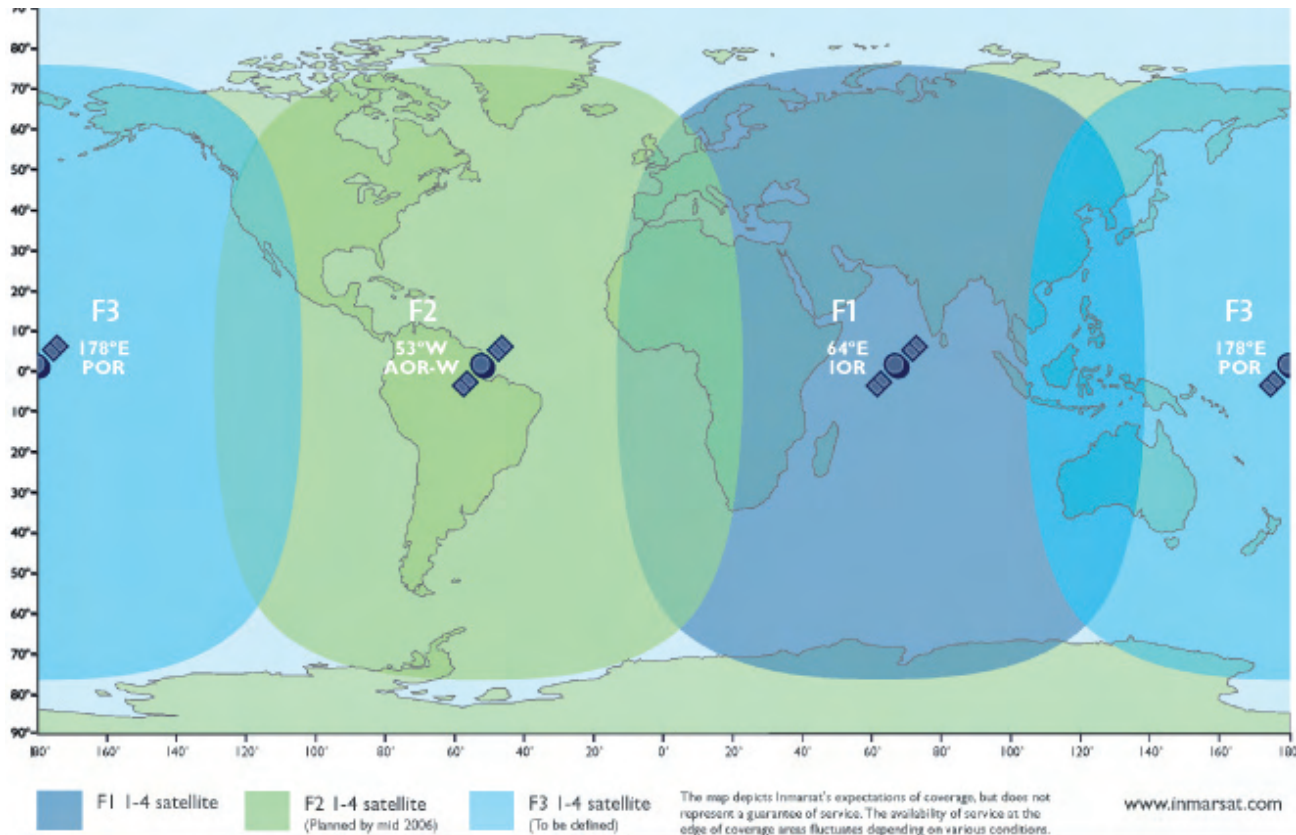 90°
80°
70°
60°
50°
40°
30°
20°
10°
0°
10°
20°
30°
40°
50°
60°
70°
80°
90°
F3
178°E
POR
F2
53°W
AOR-W
F1
64°E
IOR
F3
178°E
POR
180° 160° 140° 120° 100° 80° 60° 40° 20° 0° 20° 40° 60° 80° 100° 120° 140° 160° 180°
F1 I-4 satellite
F2 I-4 satellite
(Planned by mid 2006)
F3 I-4 satellite
(To be defined)
The map depicts Inmarsat's expectations of coverage, but does not
represent a guarantee of service. The availability of service at the
edge of coverage areas fluctuates depending on various conditions.
www.inmarsat.com